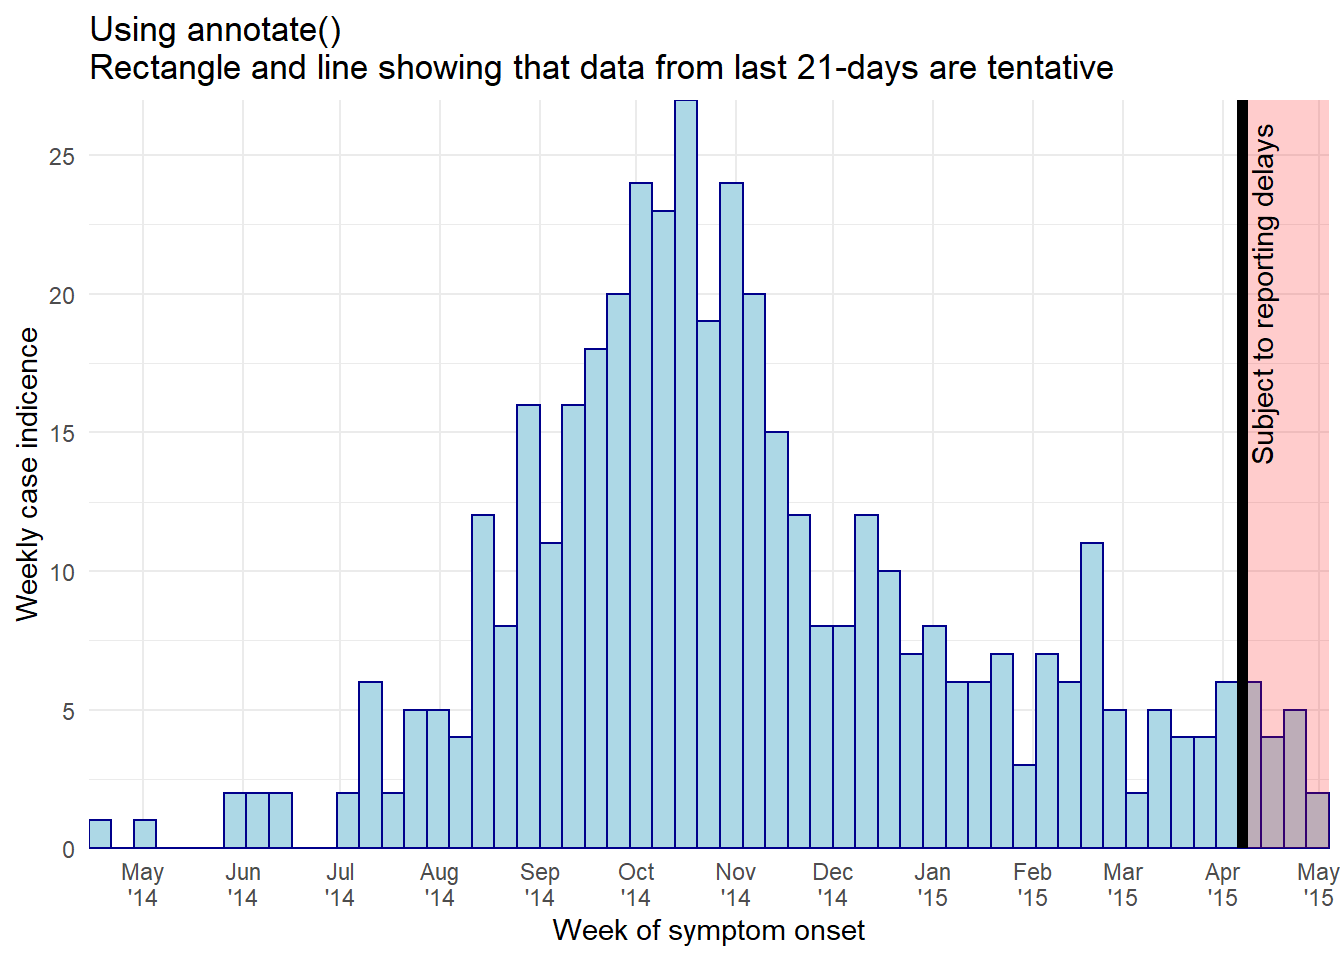 Using annotate()
Rectangle and line showing that data from last 21-days are tentative
Weekly case indicence
25
20
15
10
5
0
Subject to reporting delays
May Jun Jul Aug Sep Oct Nov Dec Jan Feb Mar Apr May
'14 '14 '14 '14 '14 '14 '14 '14 '15 '15 '15 '15 '15
Week of symptom onset